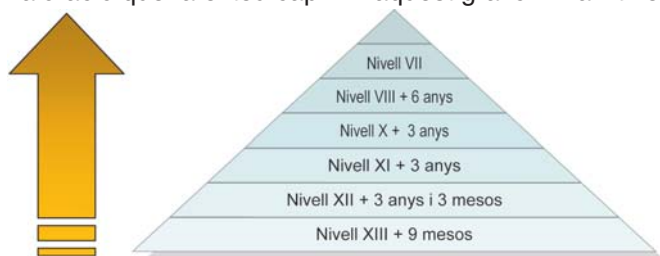 Nivell VII
Nivell VIII + 6 anys
Nivell X + 3 anys
Nivell XI + 3 anys
Nivell XII + 3 anys i 3 mesos
Nivell XIII + 9 mesos